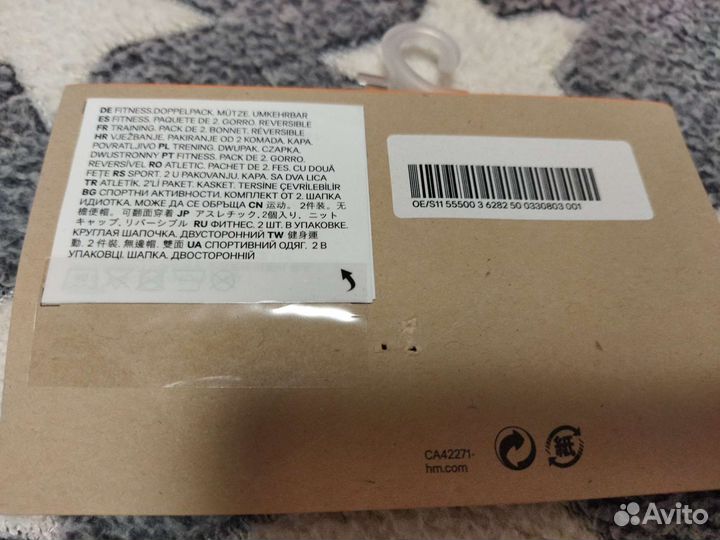 DE FITNESS. DOPPELPACK. MÜTZE. UMKEHRBAR
ES FITNESS. PAQUETE DE 2. GORRO. REVERSIBLE
FR TRAINING. PACK DE 2. BONNET. RÉVERSIBLE
HR VJEŽBANJE. PAKIRANJE OD 2 KOMADA. KAPA.
POVRATLJIVO PL TRENING. DWUPAK. CZAPKA.
DWUSTRONNY PT FITNESS. PACK DE 2. GORRO.
REVERSÍVEL RO ATLETIC. PACHET DE 2. FES. CU DOUĂ
FEȚE RS SPORT. 2 U PAKOVANJU. KAPA. SA DVA LICA
TR ATLETİK. 2'Lİ PAKET. KASKET. TERSİNE ÇEVRİLEBİLİR
BG СПОРТНИ АКТИВНОСТИ. КОМПЛЕКТ ОТ 2. ШАПКА
ИДИОТКА. МОЖЕ ДА СЕ ОБРЪЩА CN 运动。2件装。无
檐便帽。可翻面穿着 JP アスレチック, 2個入り, ニット
キャップ, リバーシブル RU ФИТНЕС. 2 ШТ. В УПАКОВКЕ.
КРУГЛАЯ ШАПОЧКА. ДВУСТОРОННИЙ TW 健身運
動. 2 件裝. 無邊帽. 雙面 UA СПОРТИВНИЙ ОДЯГ. 2 В
УПАКОВЦІ. ШАПКА. ДВОСТОРОННІЙ
OE/S11 55500 3 6282 50 0330803 001
CA42271-
hm.com
紙
Avito